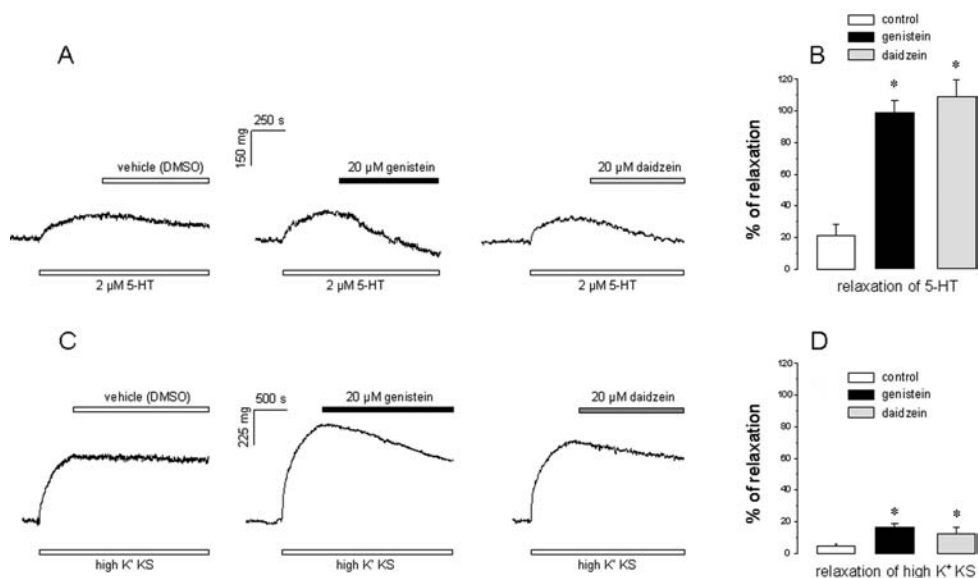 A
250 s
150 mg
vehicle (DMSO)
20 µM genistein
20 µM daidzein
2 µM 5-HT
2 µM 5-HT
2 µM 5-HT
B
control
genistein
daidzein
120
100
80
60
40
20
0
% of relaxation
*
*
relaxation of 5-HT
C
500 s
225 mg
vehicle (DMSO)
20 µM genistein
20 µM daidzein
high K⁺ KS
high K⁺ KS
high K⁺ KS
D
control
genistein
daidzein
120
100
80
60
40
20
0
% of relaxation
*
*
relaxation of high K⁺ KS